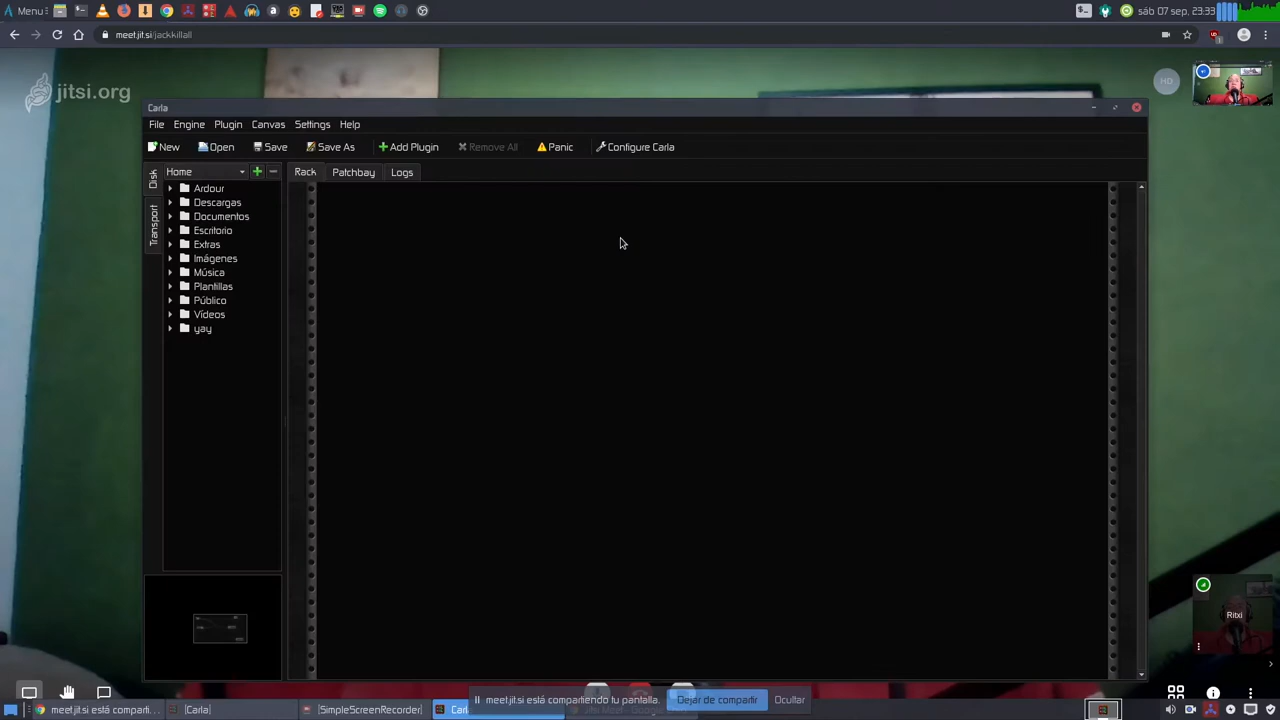 Menu
sáb 07 sep, 23:33
meet.jit.si/jackkillall
jitsi.org
HD
Carla
File Engine Plugin Canvas Settings Help
New Open Save Save As Add Plugin Remove All Panic Configure Carla
Disk
Transport
Home
Rack Patchbay Logs
Ardour
Descargas
Documentos
Escritorio
Extras
Imágenes
Música
Plantillas
Público
Vídeos
yay
Ritxi
meet.jit.si está compartiendo tu pantalla.
Dejar de compartir
Ocultar
meet.jit.si está comparti...
[Carla]
[SimpleScreenRecorder]